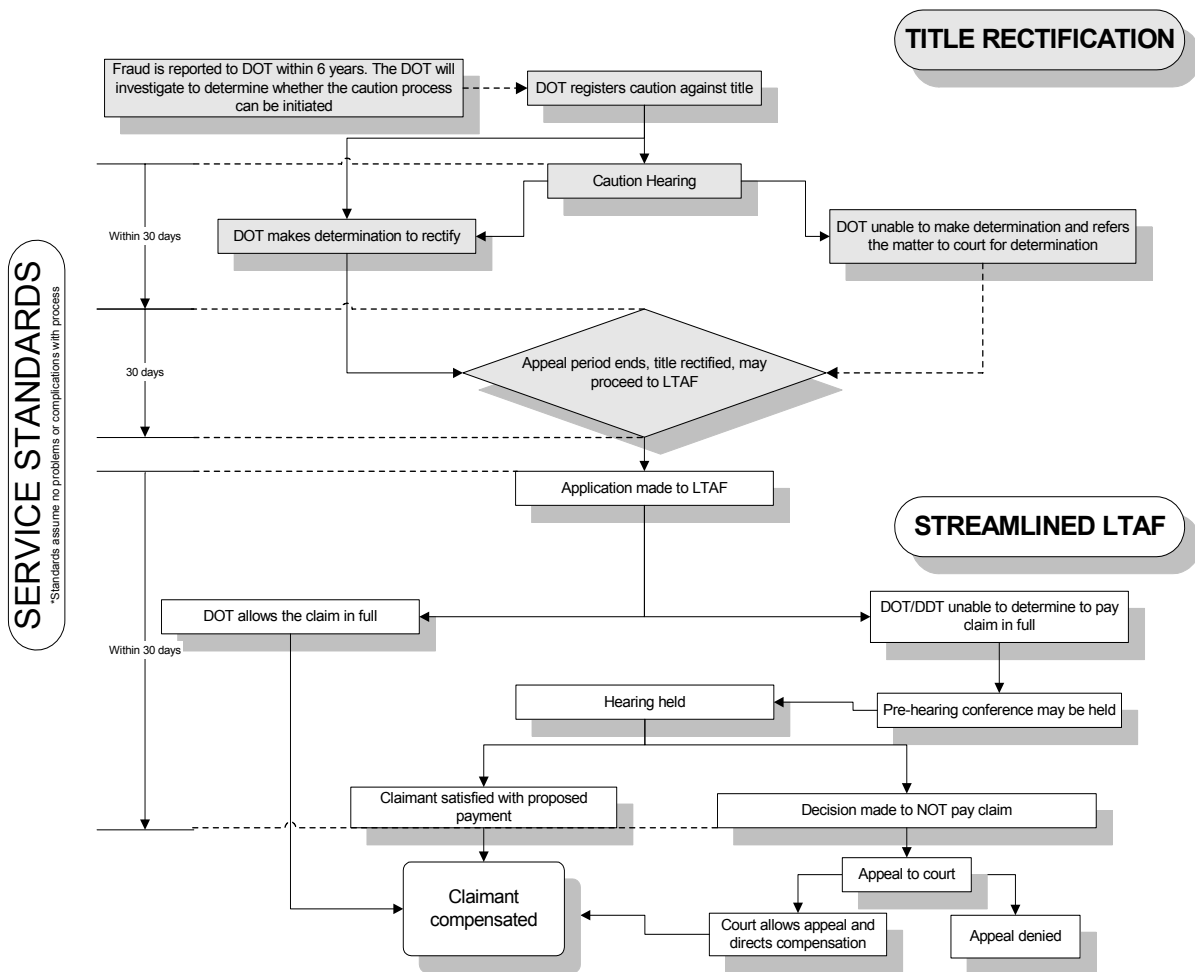 TITLE RECTIFICATION
Fraud is reported to DOT within 6 years. The DOT will
investigate to determine whether the caution process
can be initiated
DOT registers caution against title
Caution Hearing
Within 30 days
DOT makes determination to rectify
DOT unable to make determination and refers
the matter to court for determination
SERVICE STANDARDS
*Standards assume no problems or complications with process
30 days
Appeal period ends, title rectified, may
proceed to LTAF
Application made to LTAF
STREAMLINED LTAF
DOT allows the claim in full
DOT/DDT unable to determine to pay
claim in full
Within 30 days
Hearing held
Pre-hearing conference may be held
Claimant satisfied with proposed
payment
Decision made to NOT pay claim
Appeal to court
Claimant
compensated
Court allows appeal and
directs compensation
Appeal denied